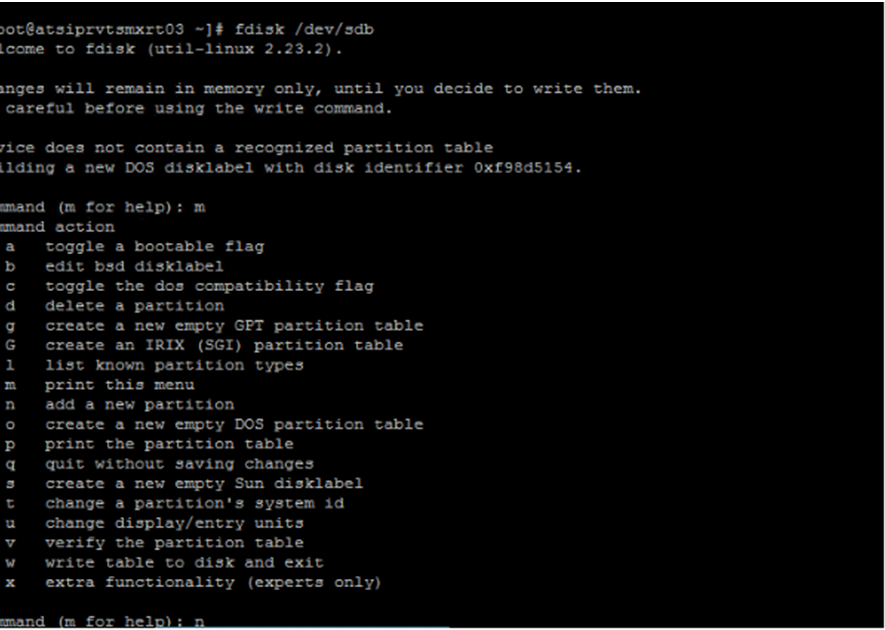 oot@atsiprvtsmxrt03 ~]# fdisk /dev/sdb
lcome to fdisk (util-linux 2.23.2).
anges will remain in memory only, until you decide to write them.
careful before using the write command.
vice does not contain a recognized partition table
ilding a new DOS disklabel with disk identifier 0xf98d5154.
mmand (m for help): m
mmand action
a   toggle a bootable flag
b   edit bsd disklabel
c   toggle the dos compatibility flag
d   delete a partition
g   create a new empty GPT partition table
G   create an IRIX (SGI) partition table
l   list known partition types
m   print this menu
n   add a new partition
o   create a new empty DOS partition table
p   print the partition table
q   quit without saving changes
s   create a new empty Sun disklabel
t   change a partition's system id
u   change display/entry units
v   verify the partition table
w   write table to disk and exit
x   extra functionality (experts only)
mmand (m for help): n